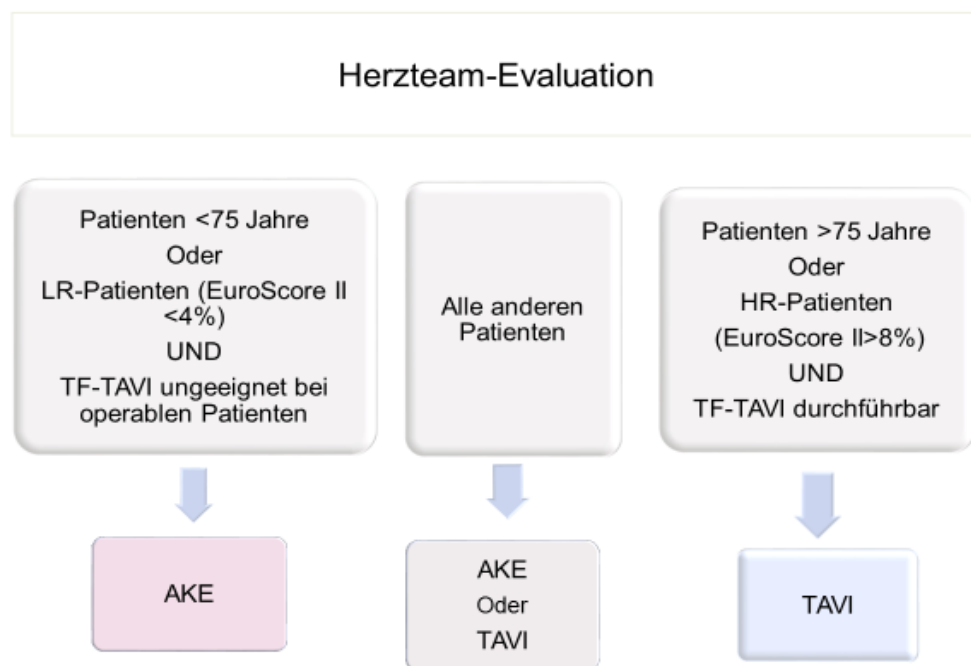 Herzteam-Evaluation
Patienten <75 Jahre
Oder
LR-Patienten (EuroScore II
<4%)
UND
TF-TAVI ungeeignet bei
operablen Patienten
Alle anderen
Patienten
Patienten >75 Jahre
Oder
HR-Patienten
(EuroScore II>8%)
UND
TF-TAVI durchführbar
AKE
AKE
Oder
TAVI
TAVI